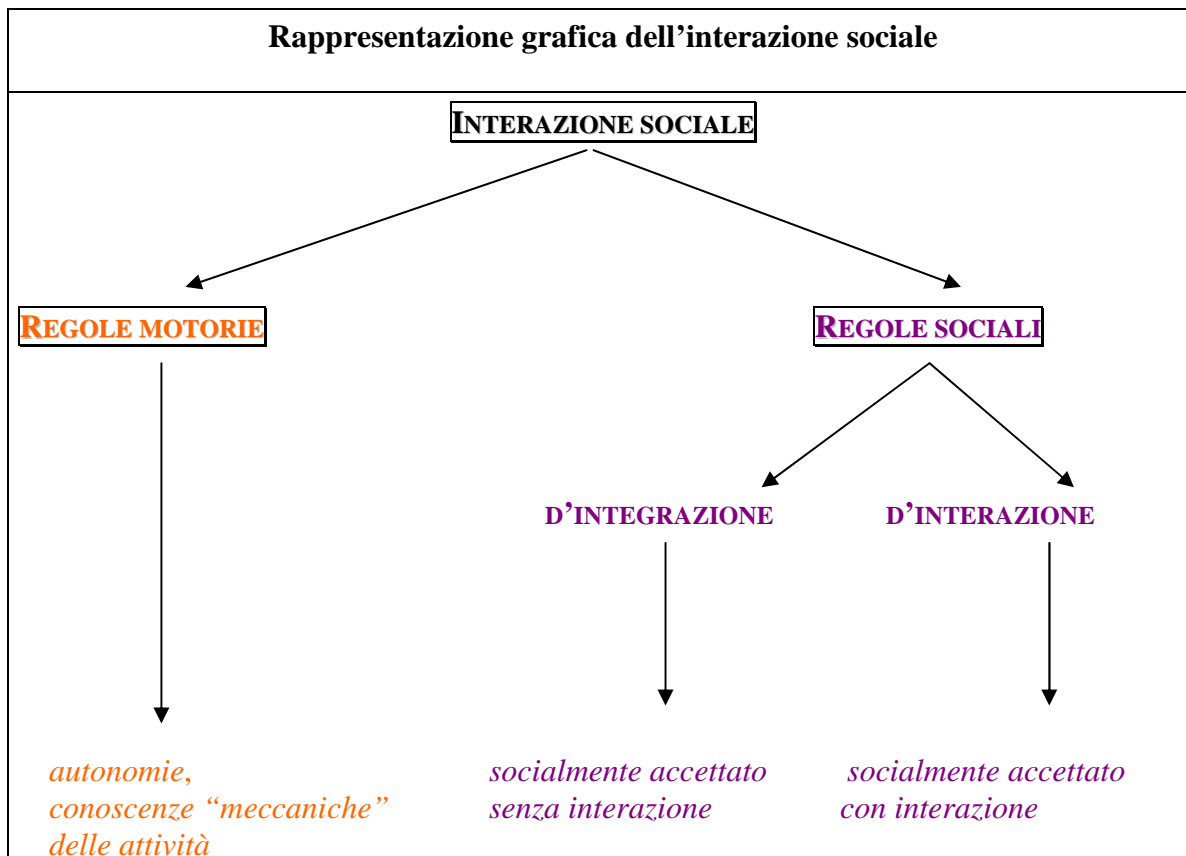 Rappresentazione grafica dell’interazione sociale
INTERAZIONE SOCIALE
REGOLE MOTORIE
REGOLE SOCIALI
D’INTEGRAZIONE
D’INTERAZIONE
autonomie,
conoscenze “meccaniche”
delle attività
socialmente accettato
senza interazione
socialmente accettato
con interazione